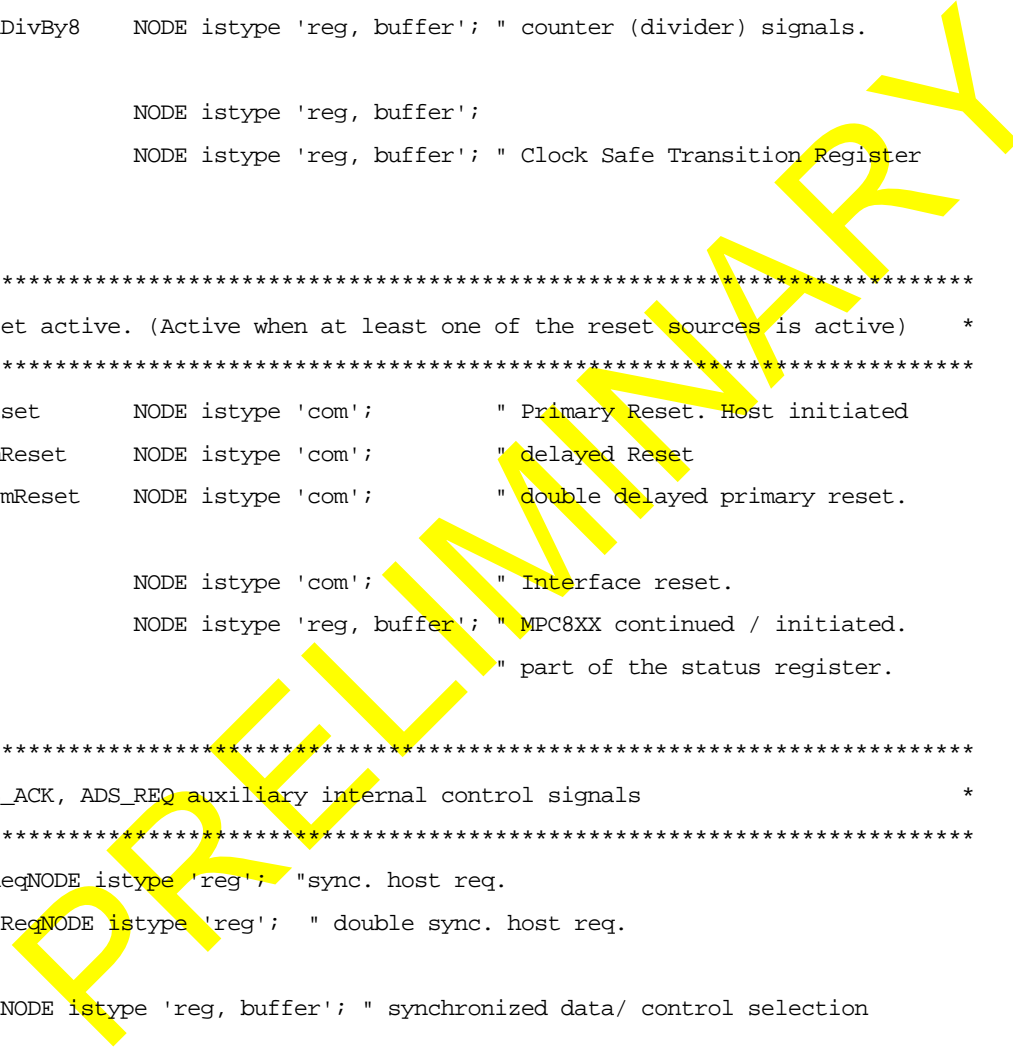 DivBy8    NODE istype 'reg, buffer'; " counter (divider) signals.
NODE istype 'reg, buffer';
NODE istype 'reg, buffer'; " Clock Safe Transition Register
*************************************************************************
et active. (Active when at least one of the reset sources is active)    *
*************************************************************************
set       NODE istype 'com';         " Primary Reset. Host initiated
Reset     NODE istype 'com';         " delayed Reset
mReset    NODE istype 'com';         " double delayed primary reset.
NODE istype 'com';         " Interface reset.
NODE istype 'reg, buffer'; " MPC8XX continued / initiated.
" part of the status register.
*************************************************************************
_ACK, ADS_REQ auxiliary internal control signals                        *
*************************************************************************
eqNODE istype 'reg';  "sync. host req.
ReqNODE istype 'reg';  " double sync. host req.
NODE istype 'reg, buffer'; " synchronized data/ control selection
PRELIMINARY